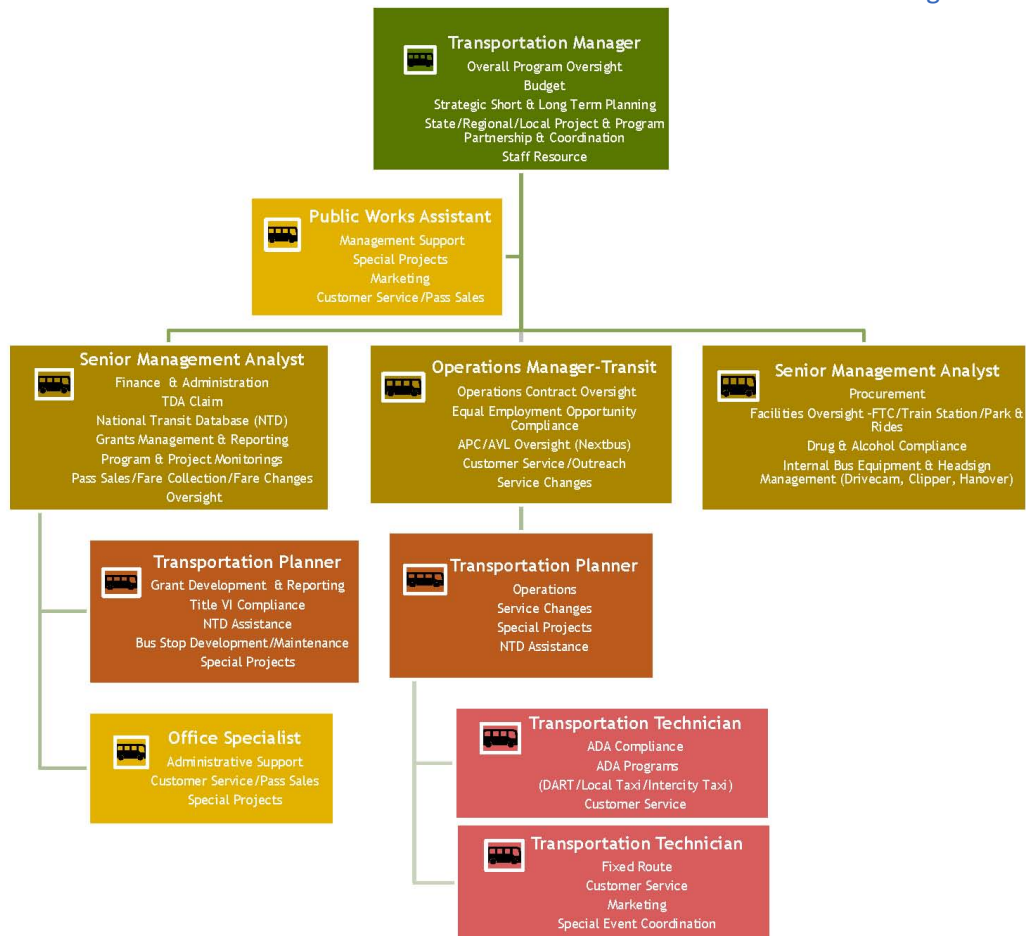 Transportation Manager
Overall Program Oversight
Budget
Strategic Short & Long Term Planning
State/Regional/Local Project & Program
Partnership & Coordination
Staff Resource
Public Works Assistant
Management Support
Special Projects
Marketing
Customer Service/Pass Sales
Senior Management Analyst
Finance & Administration
TDA Claim
National Transit Database (NTD)
Grants Management & Reporting
Program & Project Monitorings
Pass Sales/Fare Collection/Fare Changes
Oversight
Operations Manager-Transit
Operations Contract Oversight
Equal Employment Opportunity
Compliance
APC/AVL Oversight (Nextbus)
Customer Service/Outreach
Service Changes
Senior Management Analyst
Procurement
Facilities Oversight -FTC/Train Station/Park &
Rides
Drug & Alcohol Compliance
Internal Bus Equipment & Headsign
Management (Drivecam, Clipper, Hanover)
Transportation Planner
Grant Development & Reporting
Title VI Compliance
NTD Assistance
Bus Stop Development/Maintenance
Special Projects
Transportation Planner
Operations
Service Changes
Special Projects
NTD Assistance
Office Specialist
Administrative Support
Customer Service/Pass Sales
Special Projects
Transportation Technician
ADA Compliance
ADA Programs
(DART/Local Taxi/Intercity Taxi)
Customer Service
Transportation Technician
Fixed Route
Customer Service
Marketing
Special Event Coordination